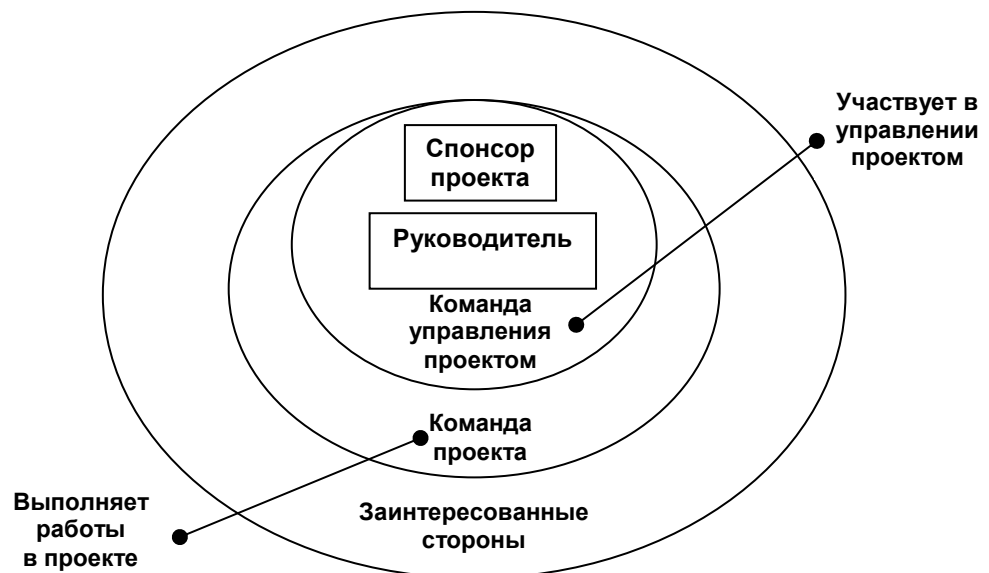 Участвует в
управлении
проектом
Спонсор
проекта
Руководитель
Команда
управления
проектом
Команда
проекта
Выполняет
работы
в проекте
Заинтересованные
стороны